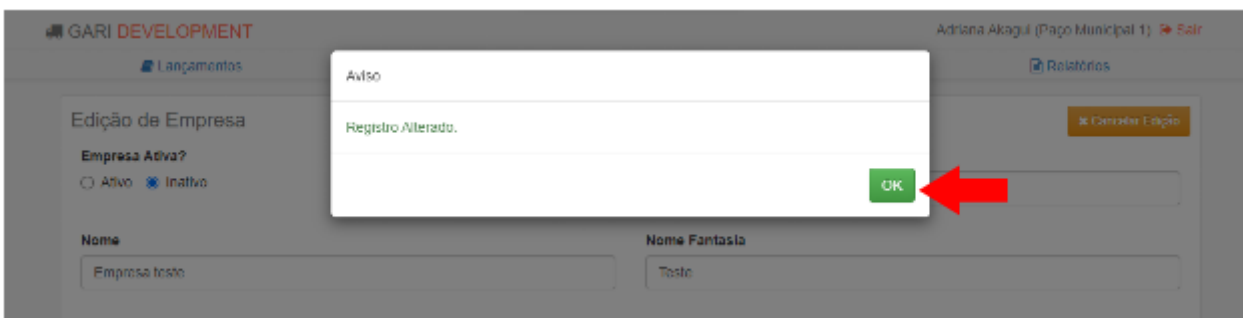 GARI DEVELOPMENT
Adriana Akagui (Paço Municipal 1) Sair
Lançamentos
Relatórios
Aviso
Registro Alterado.
OK
Edição de Empresa
Cancelar Edição
Empresa Ativa?
Ativo Inativo
Nome
Nome Fantasia
Empresa teste
Teste